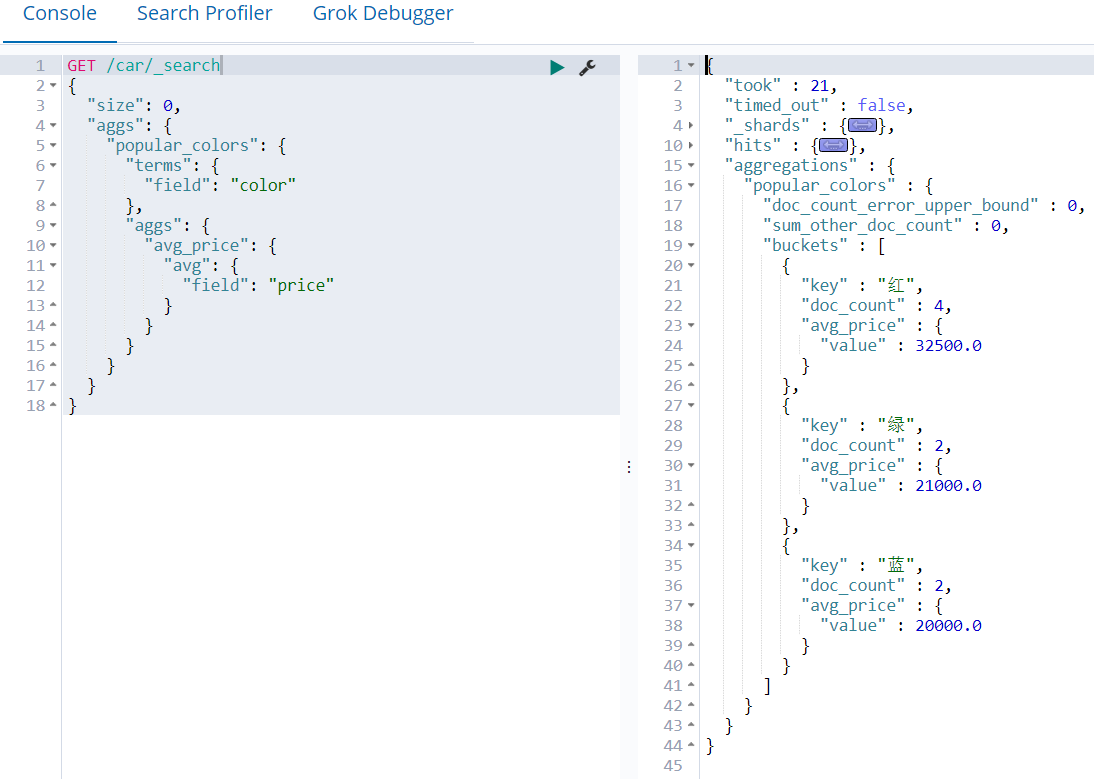 Console Search Profiler Grok Debugger
1 GET /car/_search
2 {
3 "size": 0,
4 "aggs": {
5 "popular_colors": {
6 "terms": {
7 "field": "color"
8 },
9 "aggs": {
10 "avg_price": {
11 "avg": {
12 "field": "price"
13 }
14 }
15 }
16 }
17 }
18 }
1 {
2 "took" : 21,
3 "timed_out" : false,
4 "_shards" : {},
10 "hits" : {},
15 "aggregations" : {
16 "popular_colors" : {
17 "doc_count_error_upper_bound" : 0,
18 "sum_other_doc_count" : 0,
19 "buckets" : [
20 {
21 "key" : "红",
22 "doc_count" : 4,
23 "avg_price" : {
24 "value" : 32500.0
25 }
26 },
27 {
28 "key" : "绿",
29 "doc_count" : 2,
30 "avg_price" : {
31 "value" : 21000.0
32 }
33 },
34 {
35 "key" : "蓝",
36 "doc_count" : 2,
37 "avg_price" : {
38 "value" : 20000.0
39 }
40 }
41 ]
42 }
43 }
44 }
45